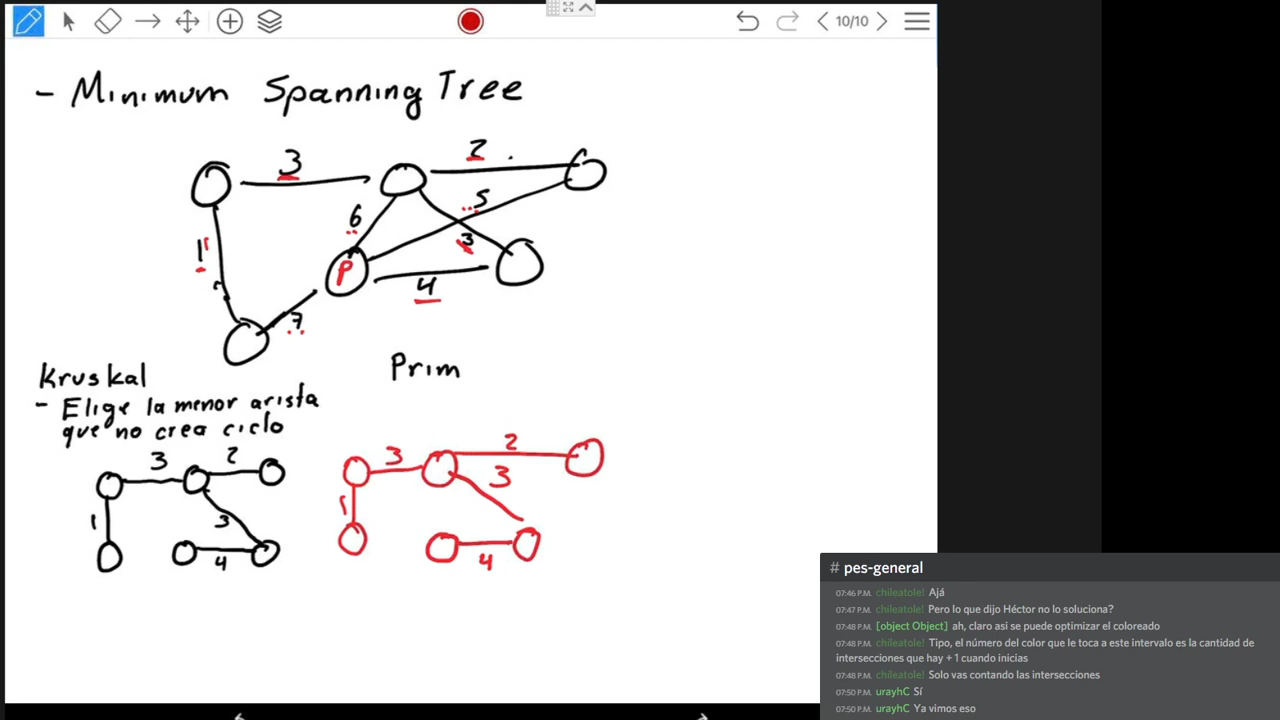 10/10
- Minimum Spanning Tree
3
2
6
5
1
3
P
4
7
Kruskal
Prim
- Elige la menor arista
que no crea ciclo
3
2
1
3
4
3
2
3
1
4
# pes-general
07:46 P.M. chileatole! Ajá
07:47 P.M. chileatole! Pero lo que dijo Héctor no lo soluciona?
07:48 P.M. [object Object] ah, claro asi se puede optimizar el coloreado
07:48 P.M. chileatole! Tipo, el número del color que le toca a este intervalo es la cantidad de
intersecciones que hay + 1 cuando inicias
07:48 P.M. chileatole! Solo vas contando las intersecciones
07:50 P.M. urayhC Sí
07:50 P.M. urayhC Ya vimos eso